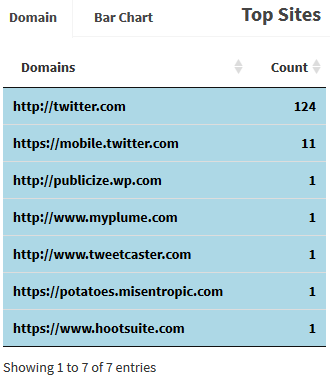 Domain Bar Chart Top Sites
Domains Count
http://twitter.com 124
https://mobile.twitter.com 11
http://publicize.wp.com 1
http://www.myplume.com 1
http://www.tweetcaster.com 1
https://potatoes.misentropic.com 1
https://www.hootsuite.com 1
Showing 1 to 7 of 7 entries